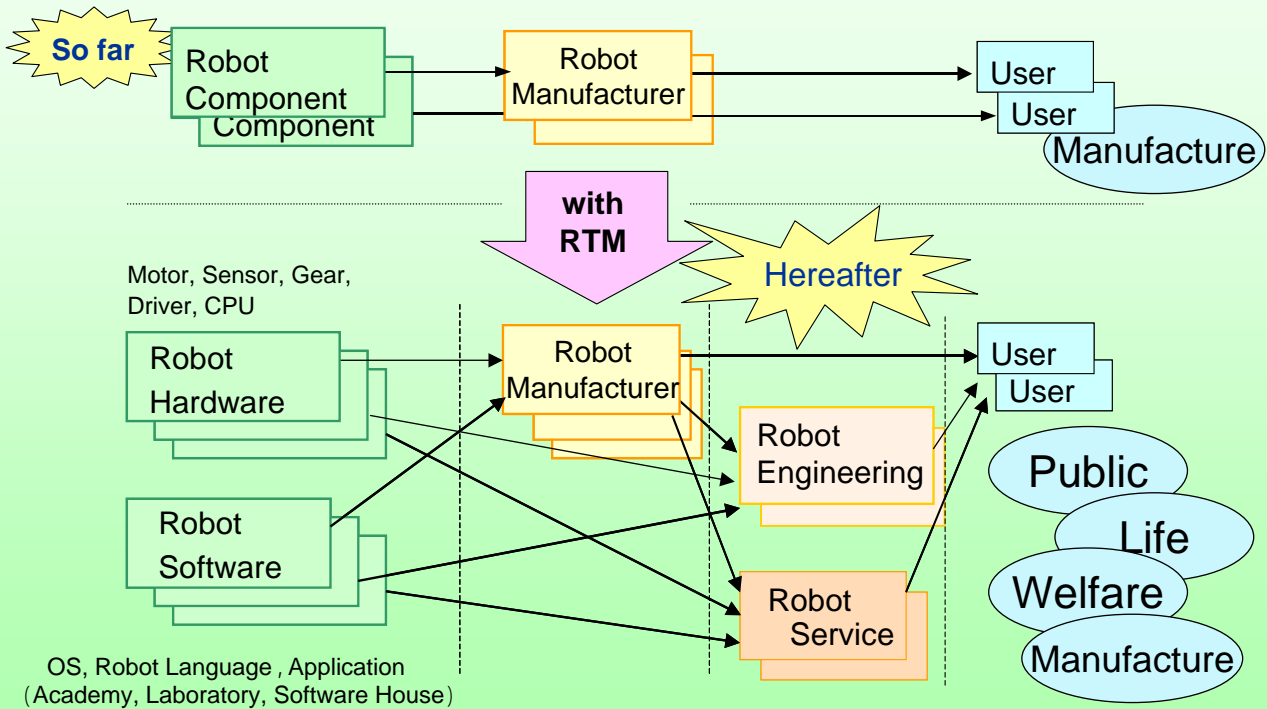 So far
Robot
Component
Component
Robot
Manufacturer
User
User
Manufacture
with
RTM
Hereafter
Motor, Sensor, Gear,
Driver, CPU
Robot
Hardware
Robot
Manufacturer
User
User
Robot
Engineering
Public
Life
Welfare
Manufacture
Robot
Software
Robot
Service
OS, Robot Language , Application
(Academy, Laboratory, Software House)